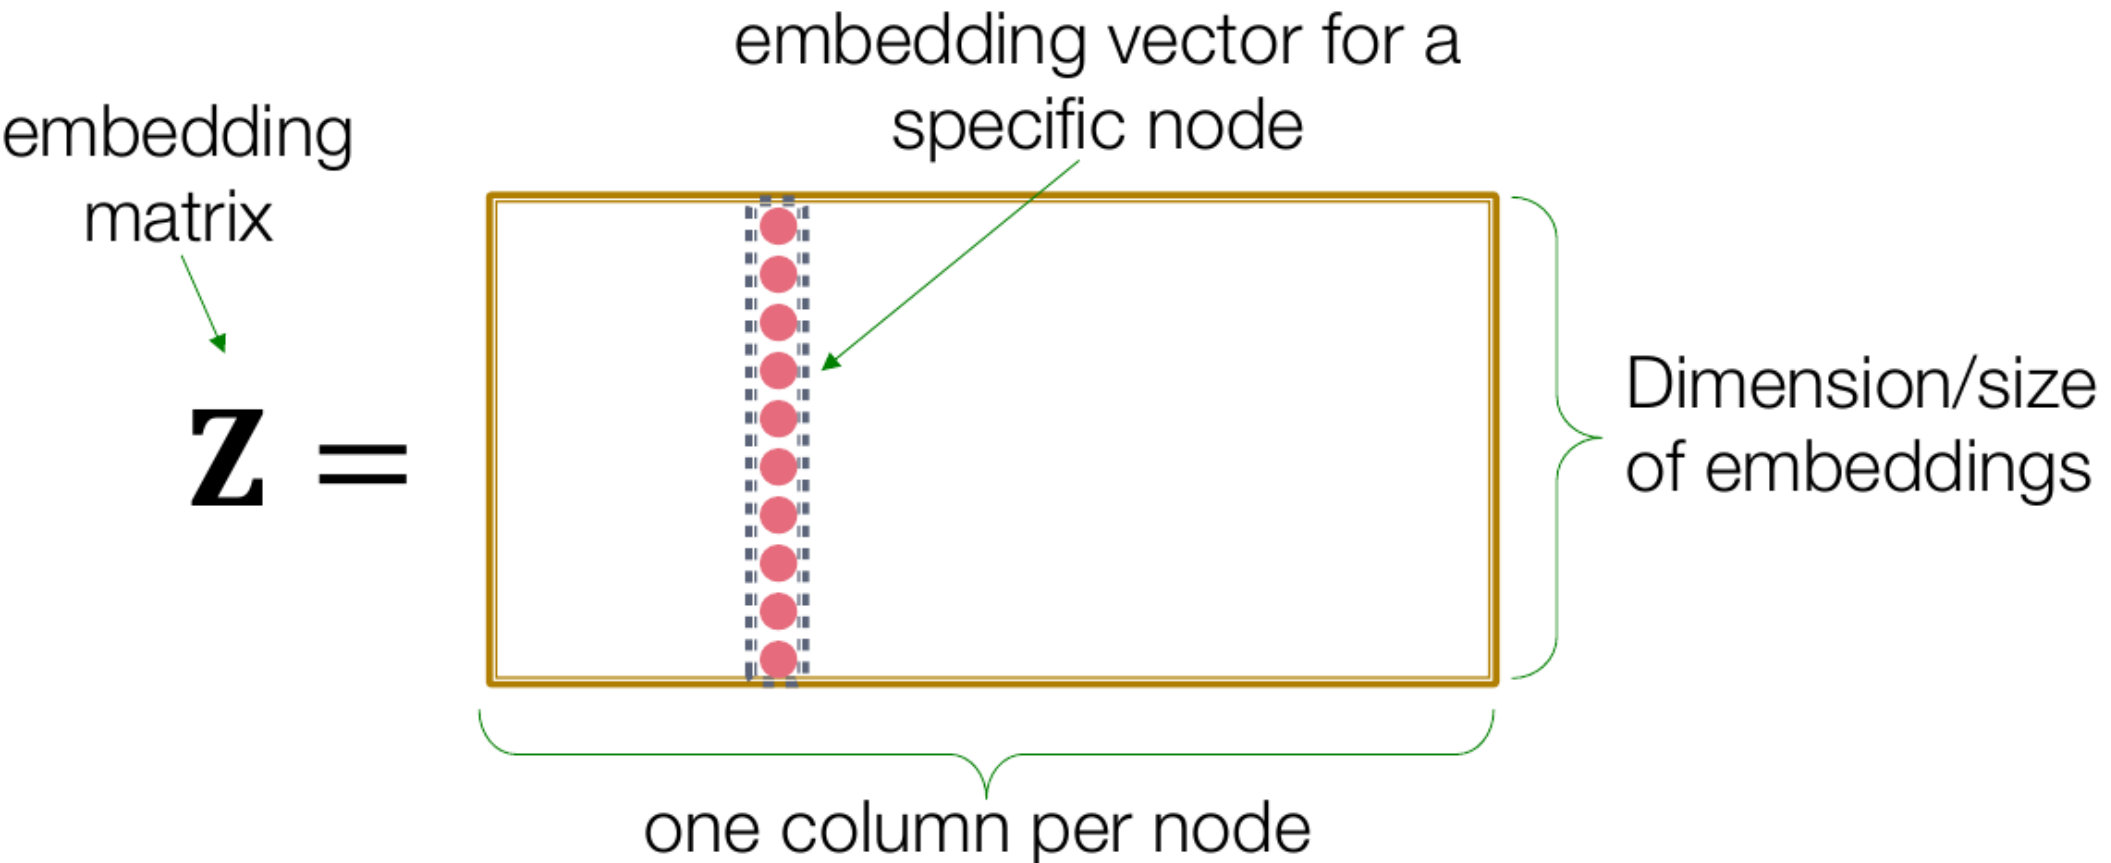 embedding vector for a
specific node
embedding
matrix
Z =
Dimension/size
of embeddings
one column per node